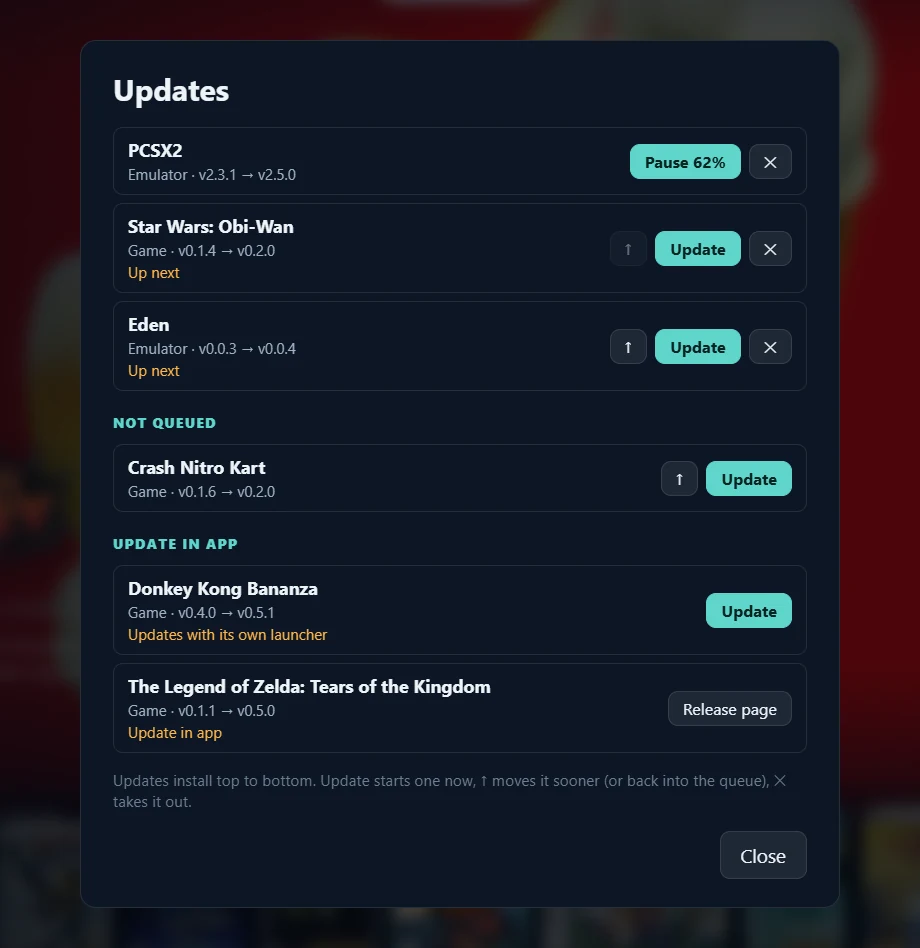 Updates
PCSX2
Emulator · v2.3.1 → v2.5.0
Pause 62% ✕
Star Wars: Obi-Wan
Game · v0.1.4 → v0.2.0
Up next
↑ Update ✕
Eden
Emulator · v0.0.3 → v0.0.4
Up next
↑ Update ✕
NOT QUEUED
Crash Nitro Kart
Game · v0.1.6 → v0.2.0
↑ Update
UPDATE IN APP
Donkey Kong Bananza
Game · v0.4.0 → v0.5.1
Updates with its own launcher
Update
The Legend of Zelda: Tears of the Kingdom
Game · v0.1.1 → v0.5.0
Update in app
Release page
Updates install top to bottom. Update starts one now, ↑ moves it sooner (or back into the queue), ✕
takes it out.
Close